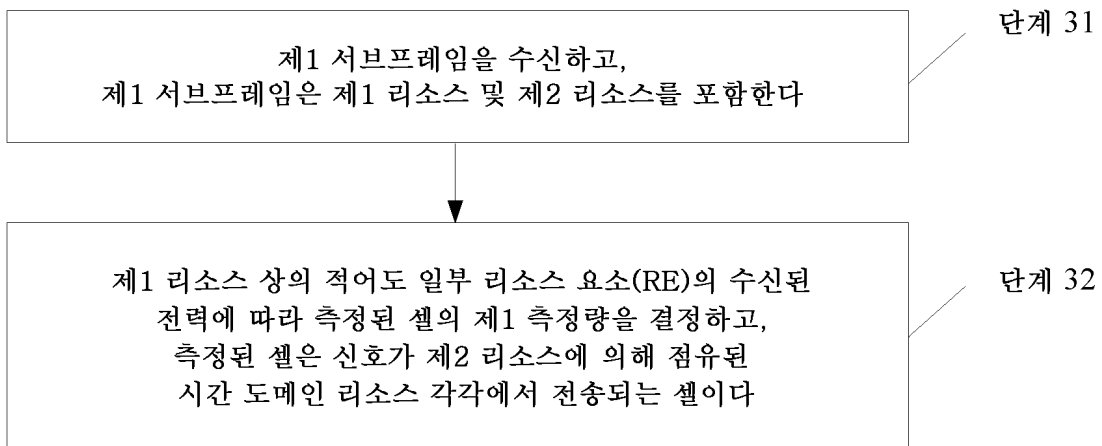 단계 31
제1 서브프레임을 수신하고,
제1 서브프레임은 제1 리소스 및 제2 리소스를 포함한다
제1 리소스 상의 적어도 일부 리소스 요소(RE)의 수신된
전력에 따라 측정된 셀의 제1 측정량을 결정하고,
측정된 셀은 신호가 제2 리소스에 의해 점유된
시간 도메인 리소스 각각에서 전송되는 셀이다
단계 32